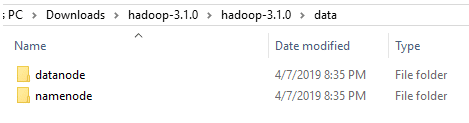 s PC > Downloads > hadoop-3.1.0 > hadoop-3.1.0 > data
Name Date modified Type
datanode 4/7/2019 8:35 PM File folder
namenode 4/7/2019 8:35 PM File folder